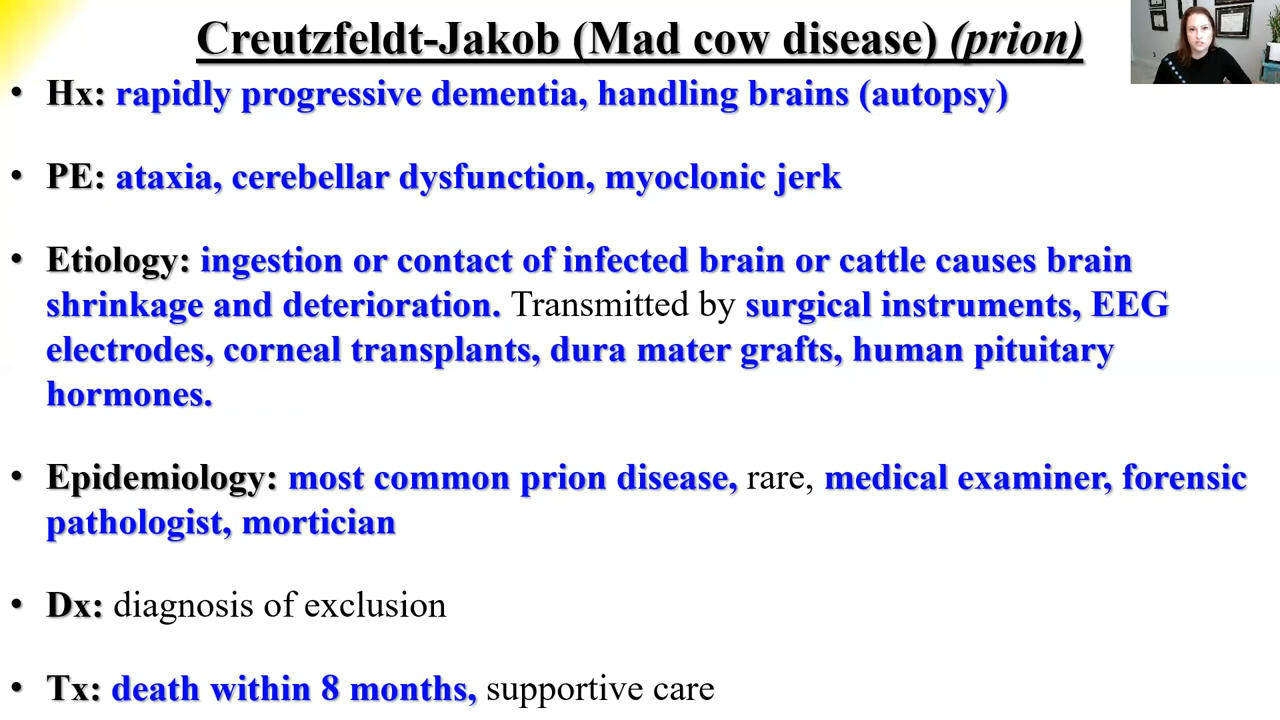 Creutzfeldt-Jakob (Mad cow disease) (prion)
• Hx: rapidly progressive dementia, handling brains (autopsy)
• PE: ataxia, cerebellar dysfunction, myoclonic jerk
• Etiology: ingestion or contact of infected brain or cattle causes brain
shrinkage and deterioration. Transmitted by surgical instruments, EEG
electrodes, corneal transplants, dura mater grafts, human pituitary
hormones.
• Epidemiology: most common prion disease, rare, medical examiner, forensic
pathologist, mortician
• Dx: diagnosis of exclusion
• Tx: death within 8 months, supportive care